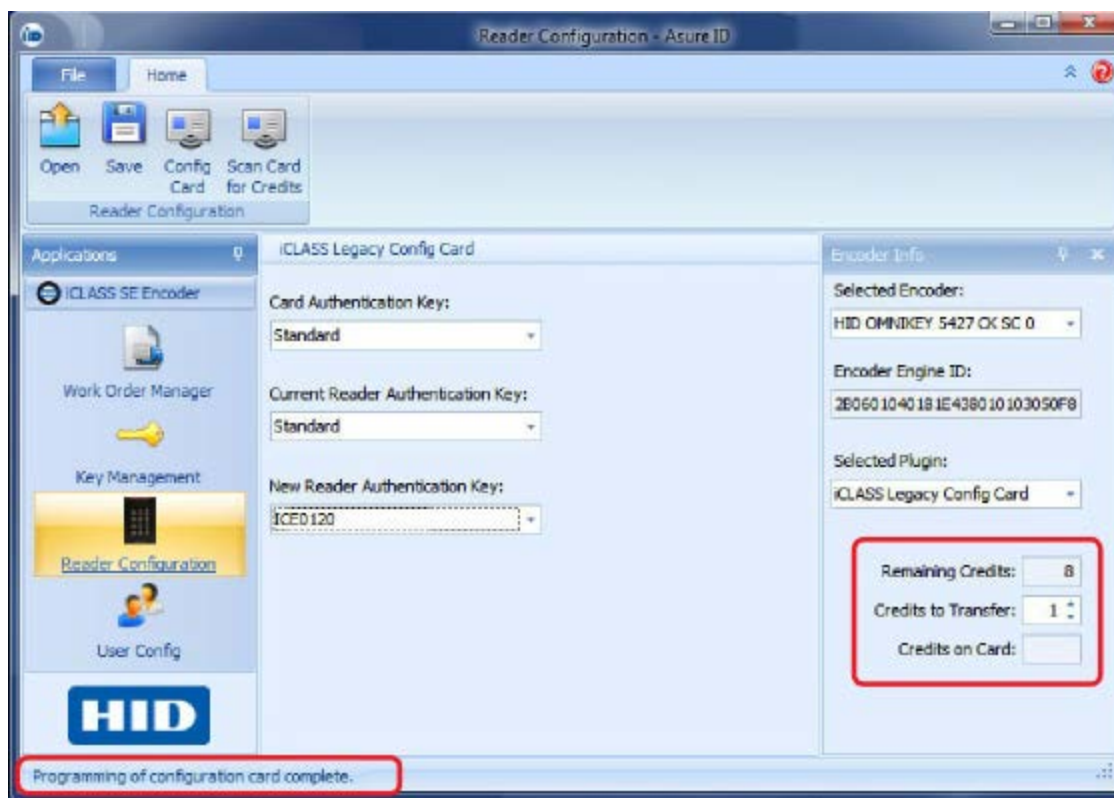 Reader Configuration - Asure ID
File
Home
Open
Save
Config
Card
Scan Card
for Credits
Reader Configuration
Applications
iCLASS SE Encoder
Work Order Manager
Key Management
Reader Configuration
User Config
HID
iCLASS Legacy Config Card
Card Authentication Key:
Standard
Current Reader Authentication Key:
Standard
New Reader Authentication Key:
ICE0120
Encoder Info
Selected Encoder:
HID OMNIKEY 5427 CK SC 0
Encoder Engine ID:
2B0601040181E438010103050F8
Selected Plugin:
iCLASS Legacy Config Card
Remaining Credits:
8
Credits to Transfer:
1
Credits on Card:
Programming of configuration card complete.